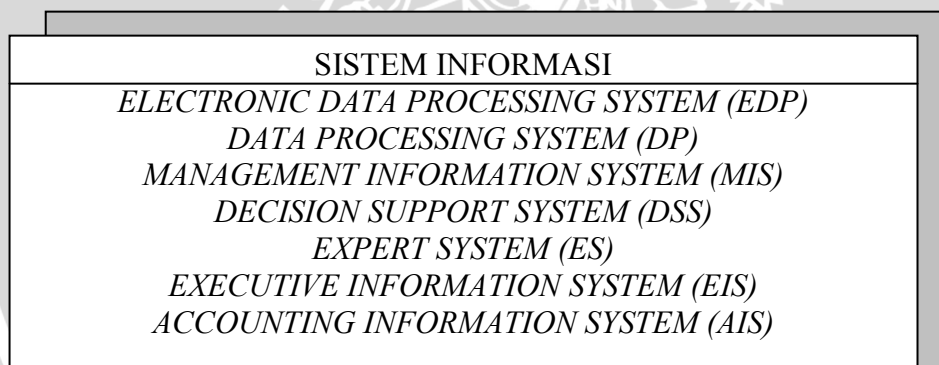 SISTEM INFORMASI
ELECTRONIC DATA PROCESSING SYSTEM (EDP)
DATA PROCESSING SYSTEM (DP)
MANAGEMENT INFORMATION SYSTEM (MIS)
DECISION SUPPORT SYSTEM (DSS)
EXPERT SYSTEM (ES)
EXECUTIVE INFORMATION SYSTEM (EIS)
ACCOUNTING INFORMATION SYSTEM (AIS)